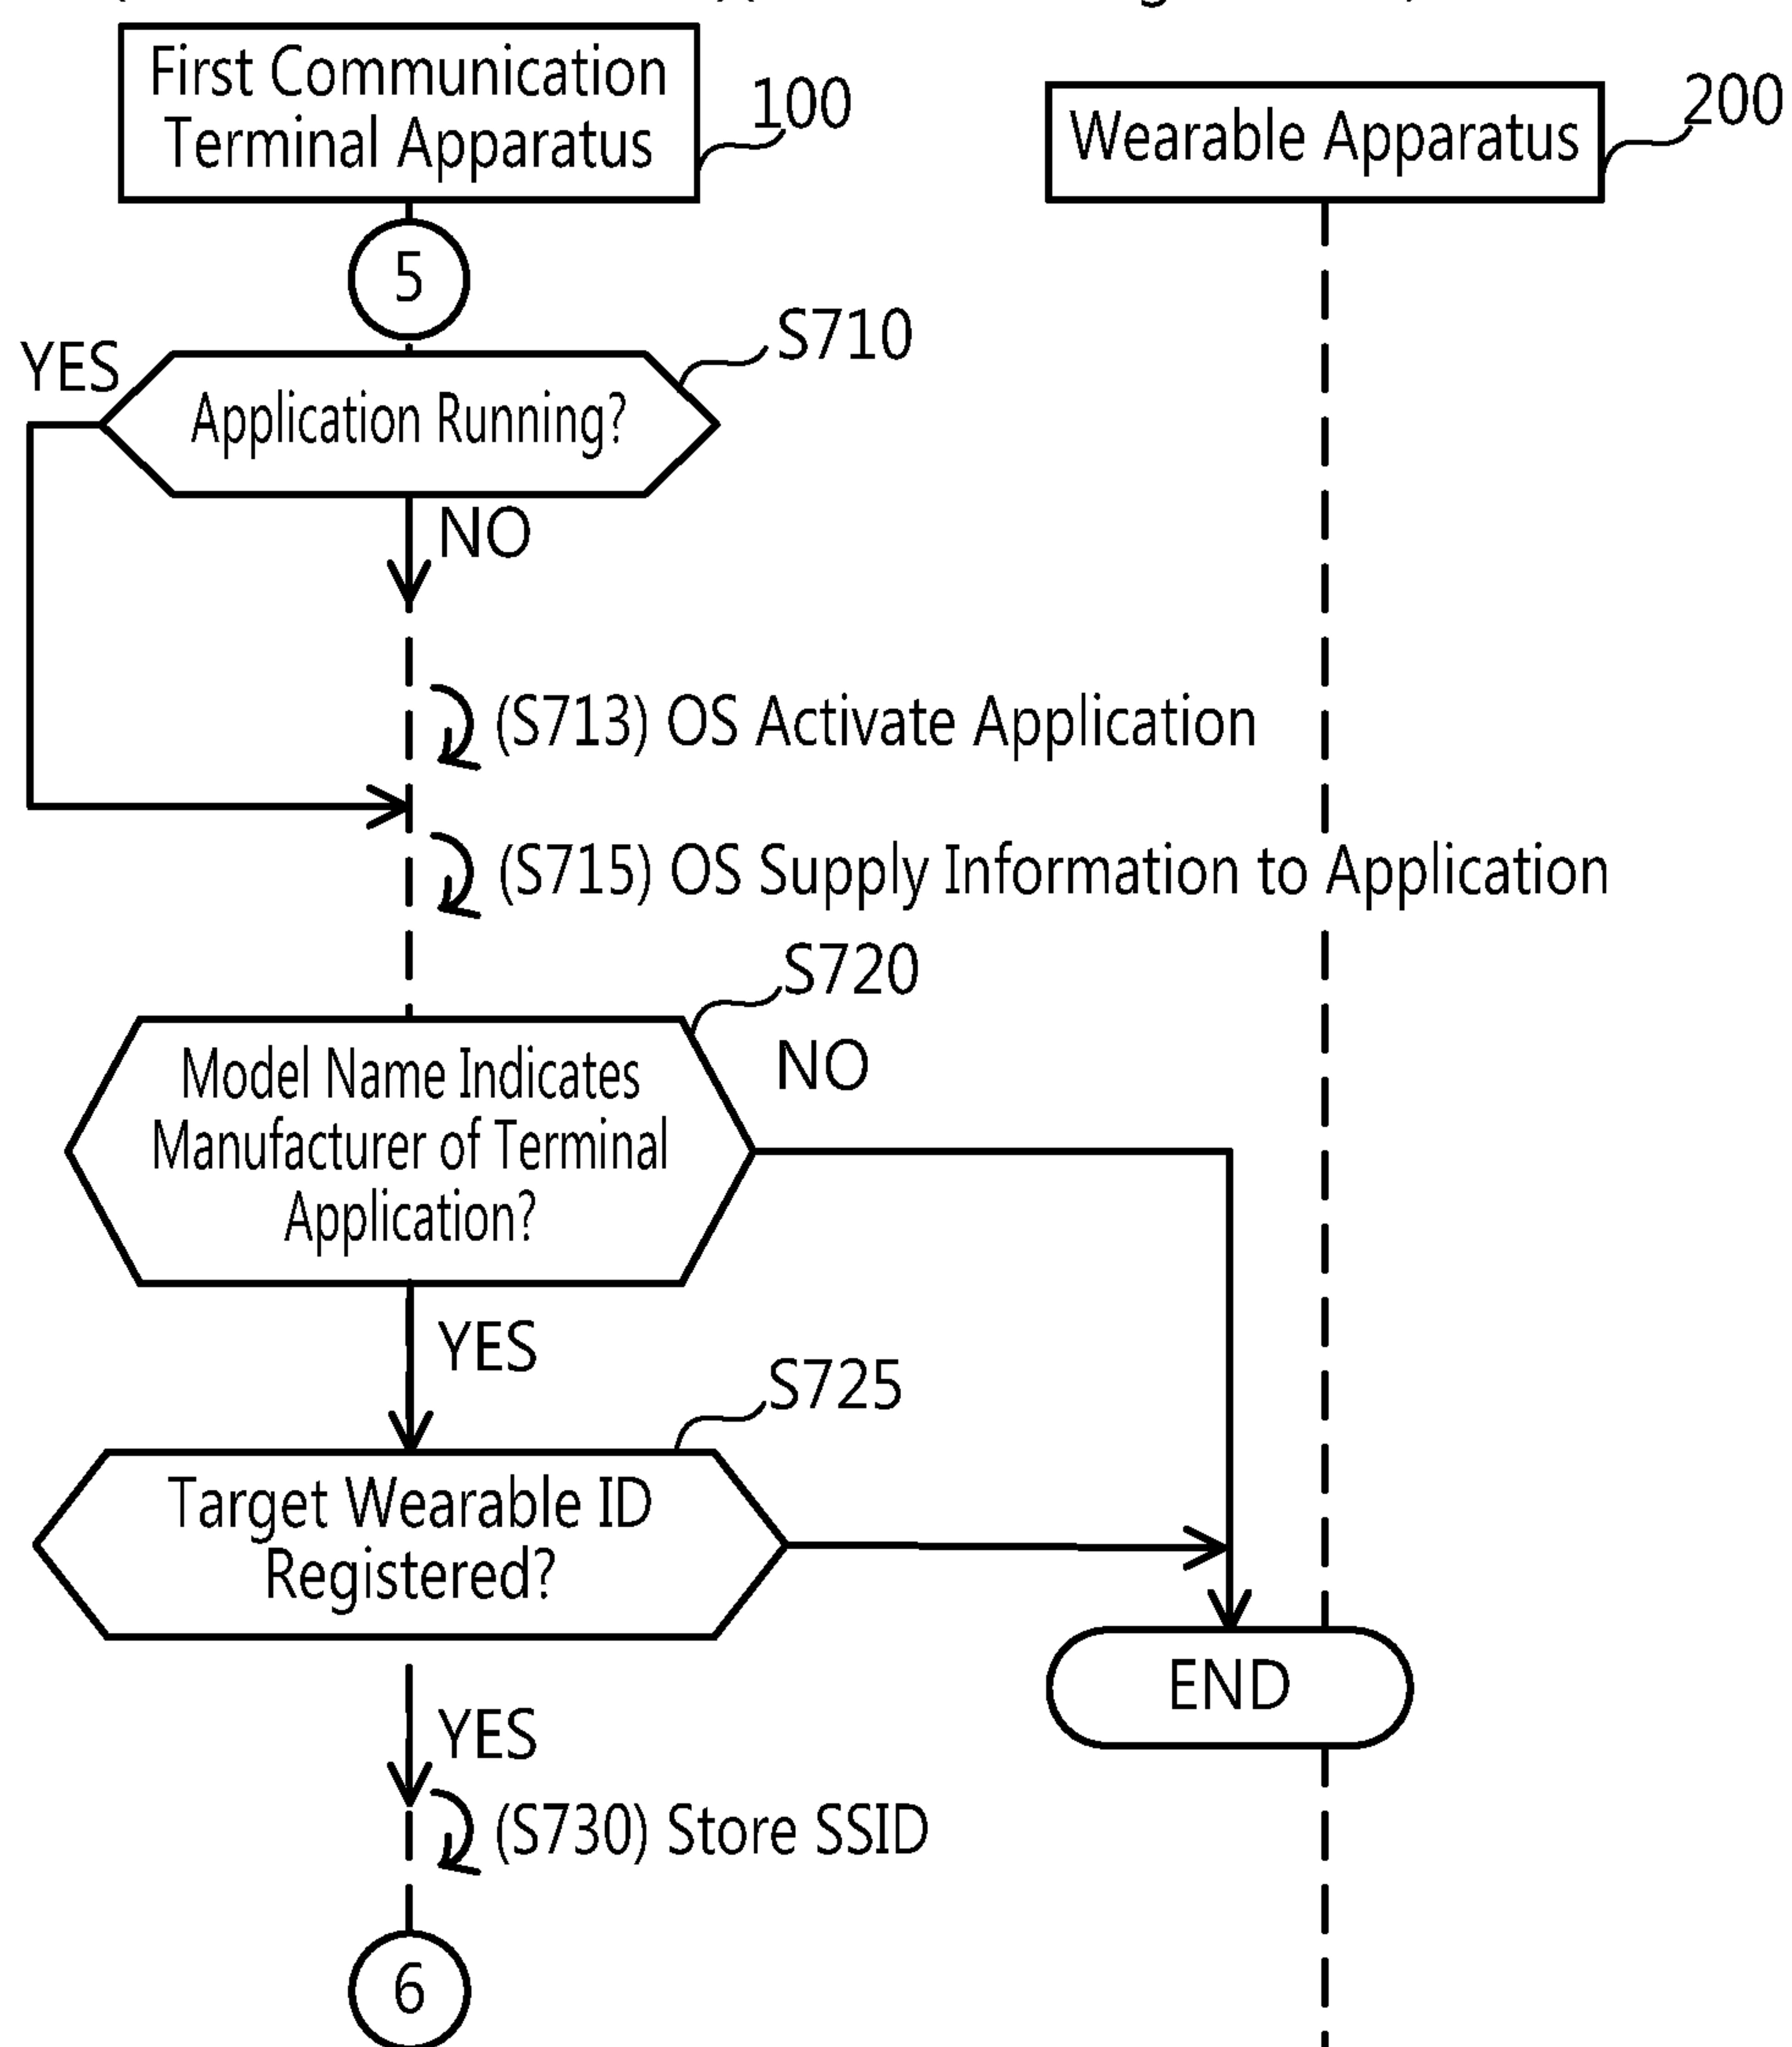 First Communication
Terminal Apparatus
100
Wearable Apparatus
200
5
S710
YES
Application Running?
NO
(S713) OS Activate Application
(S715) OS Supply Information to Application
S720
NO
Model Name Indicates
Manufacturer of Terminal
Application?
YES
S725
Target Wearable ID
Registered?
END
YES
(S730) Store SSID
6